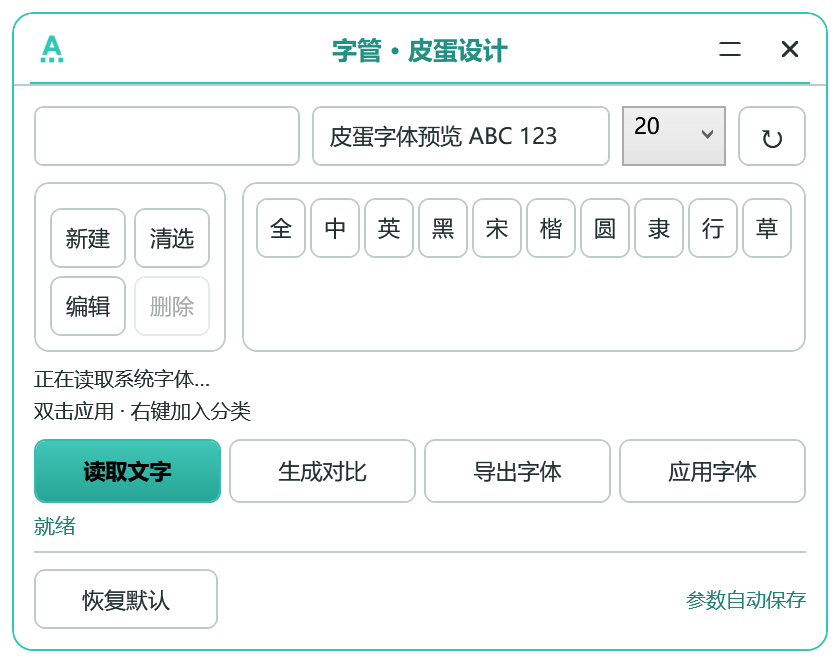 A
字管·皮蛋设计
皮蛋字体预览 ABC 123
20
新建 清选
编辑 删除
全 中 英 黑 宋 楷 圆 隶 行 草
正在读取系统字体...
双击应用 · 右键加入分类
读取文字 生成对比 导出字体 应用字体
就绪
恢复默认 参数自动保存